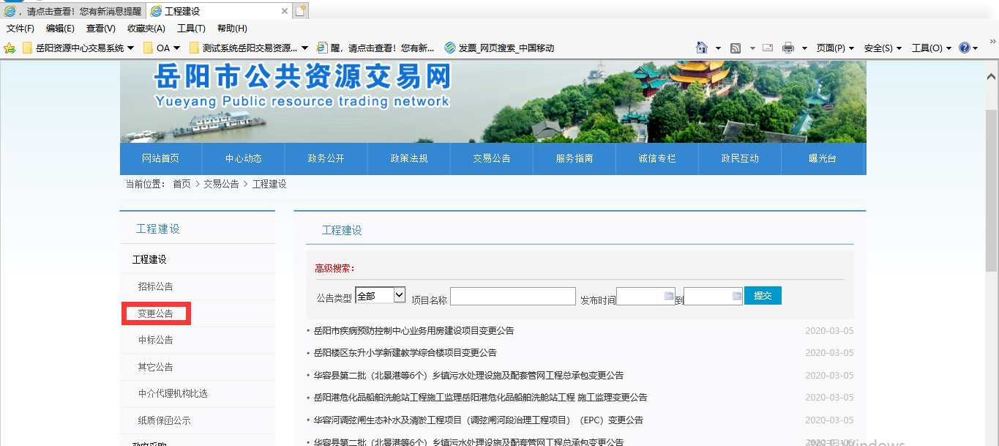 ，请点击查看！您有新消息提醒 工程建设
文件(F) 编辑(E) 查看(V) 收藏夹(A) 工具(T) 帮助(H)
岳阳资源中心交易系统 OA 测试系统岳阳交易资源... 醒，请点击查看！您有新... 发票_网页搜索_中国移动 页面(P) 安全(S) 工具(O)
岳阳市公共资源交易网
Yueyang Public resource trading network
网站首页 中心动态 政务公开 政策法规 交易公告 服务指南 诚信专栏 政民互动 曝光台
当前位置： 首页 > 交易公告 > 工程建设
工程建设
工程建设
招标公告
变更公告
中标公告
其它公告
中介代理机构比选
纸质保函公示
政府采购
工程建设
高级搜索：
公告类型 全部 项目名称 发布时间 到 提交
• 岳阳市疾病预防控制中心业务用房建设项目变更公告 2020-03-05
• 岳阳楼区东升小学新建教学综合楼项目变更公告 2020-03-05
• 华容县第二批（北景港等6个）乡镇污水处理设施及配套管网工程总承包变更公告 2020-03-05
• 岳阳港危化品船舶洗舱站工程施工监理岳阳港危化品船舶洗舱站工程 施工监理变更公告 2020-03-05
• 华容河调弦闸生态补水及清淤工程项目（调弦闸河段治理工程项目）（EPC）变更公告 2020-03-05
• 华容县第二批（北景港等6个）乡镇污水处理设施及配套管网工程总承包变更公告 2020-03-05